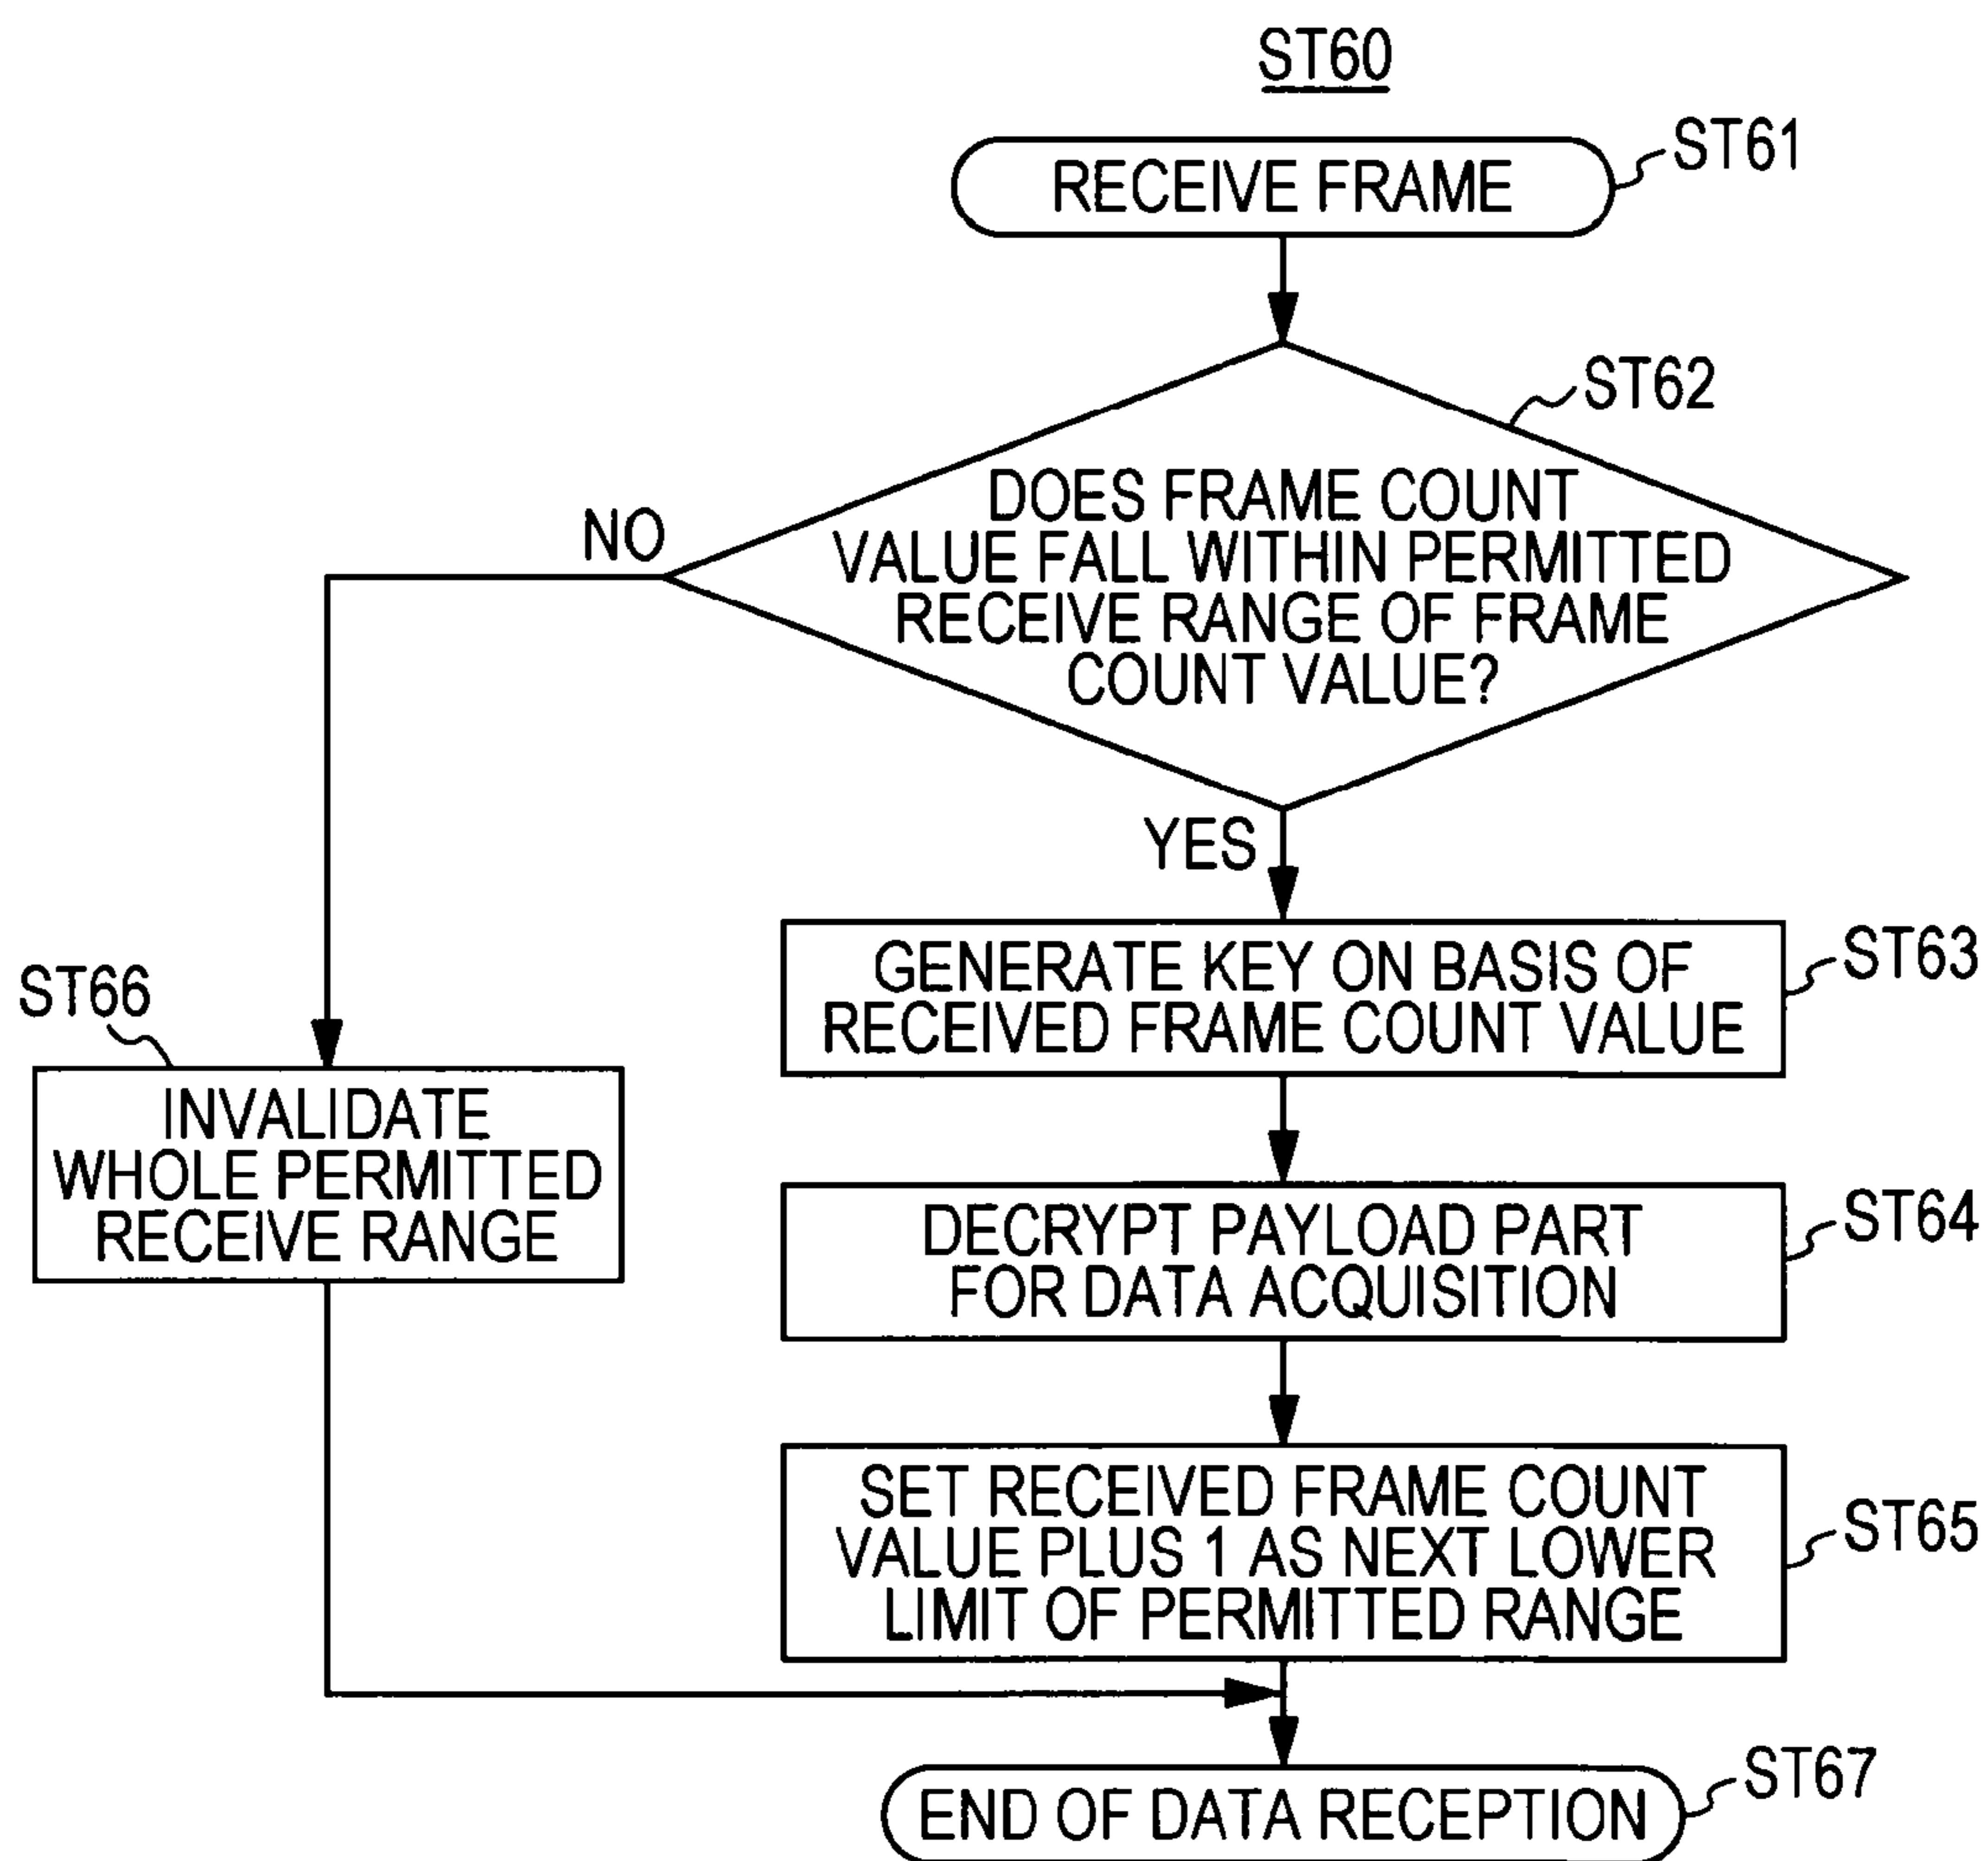 ST60
RECEIVE FRAME
ST61
ST62
DOES FRAME COUNT
VALUE FALL WITHIN PERMITTED
RECEIVE RANGE OF FRAME
COUNT VALUE?
NO
YES
GENERATE KEY ON BASIS OF
RECEIVED FRAME COUNT VALUE
ST63
ST66
INVALIDATE
WHOLE PERMITTED
RECEIVE RANGE
DECRYPT PAYLOAD PART
FOR DATA ACQUISITION
ST64
SET RECEIVED FRAME COUNT
VALUE PLUS 1 AS NEXT LOWER
LIMIT OF PERMITTED RANGE
ST65
END OF DATA RECEPTION
ST67